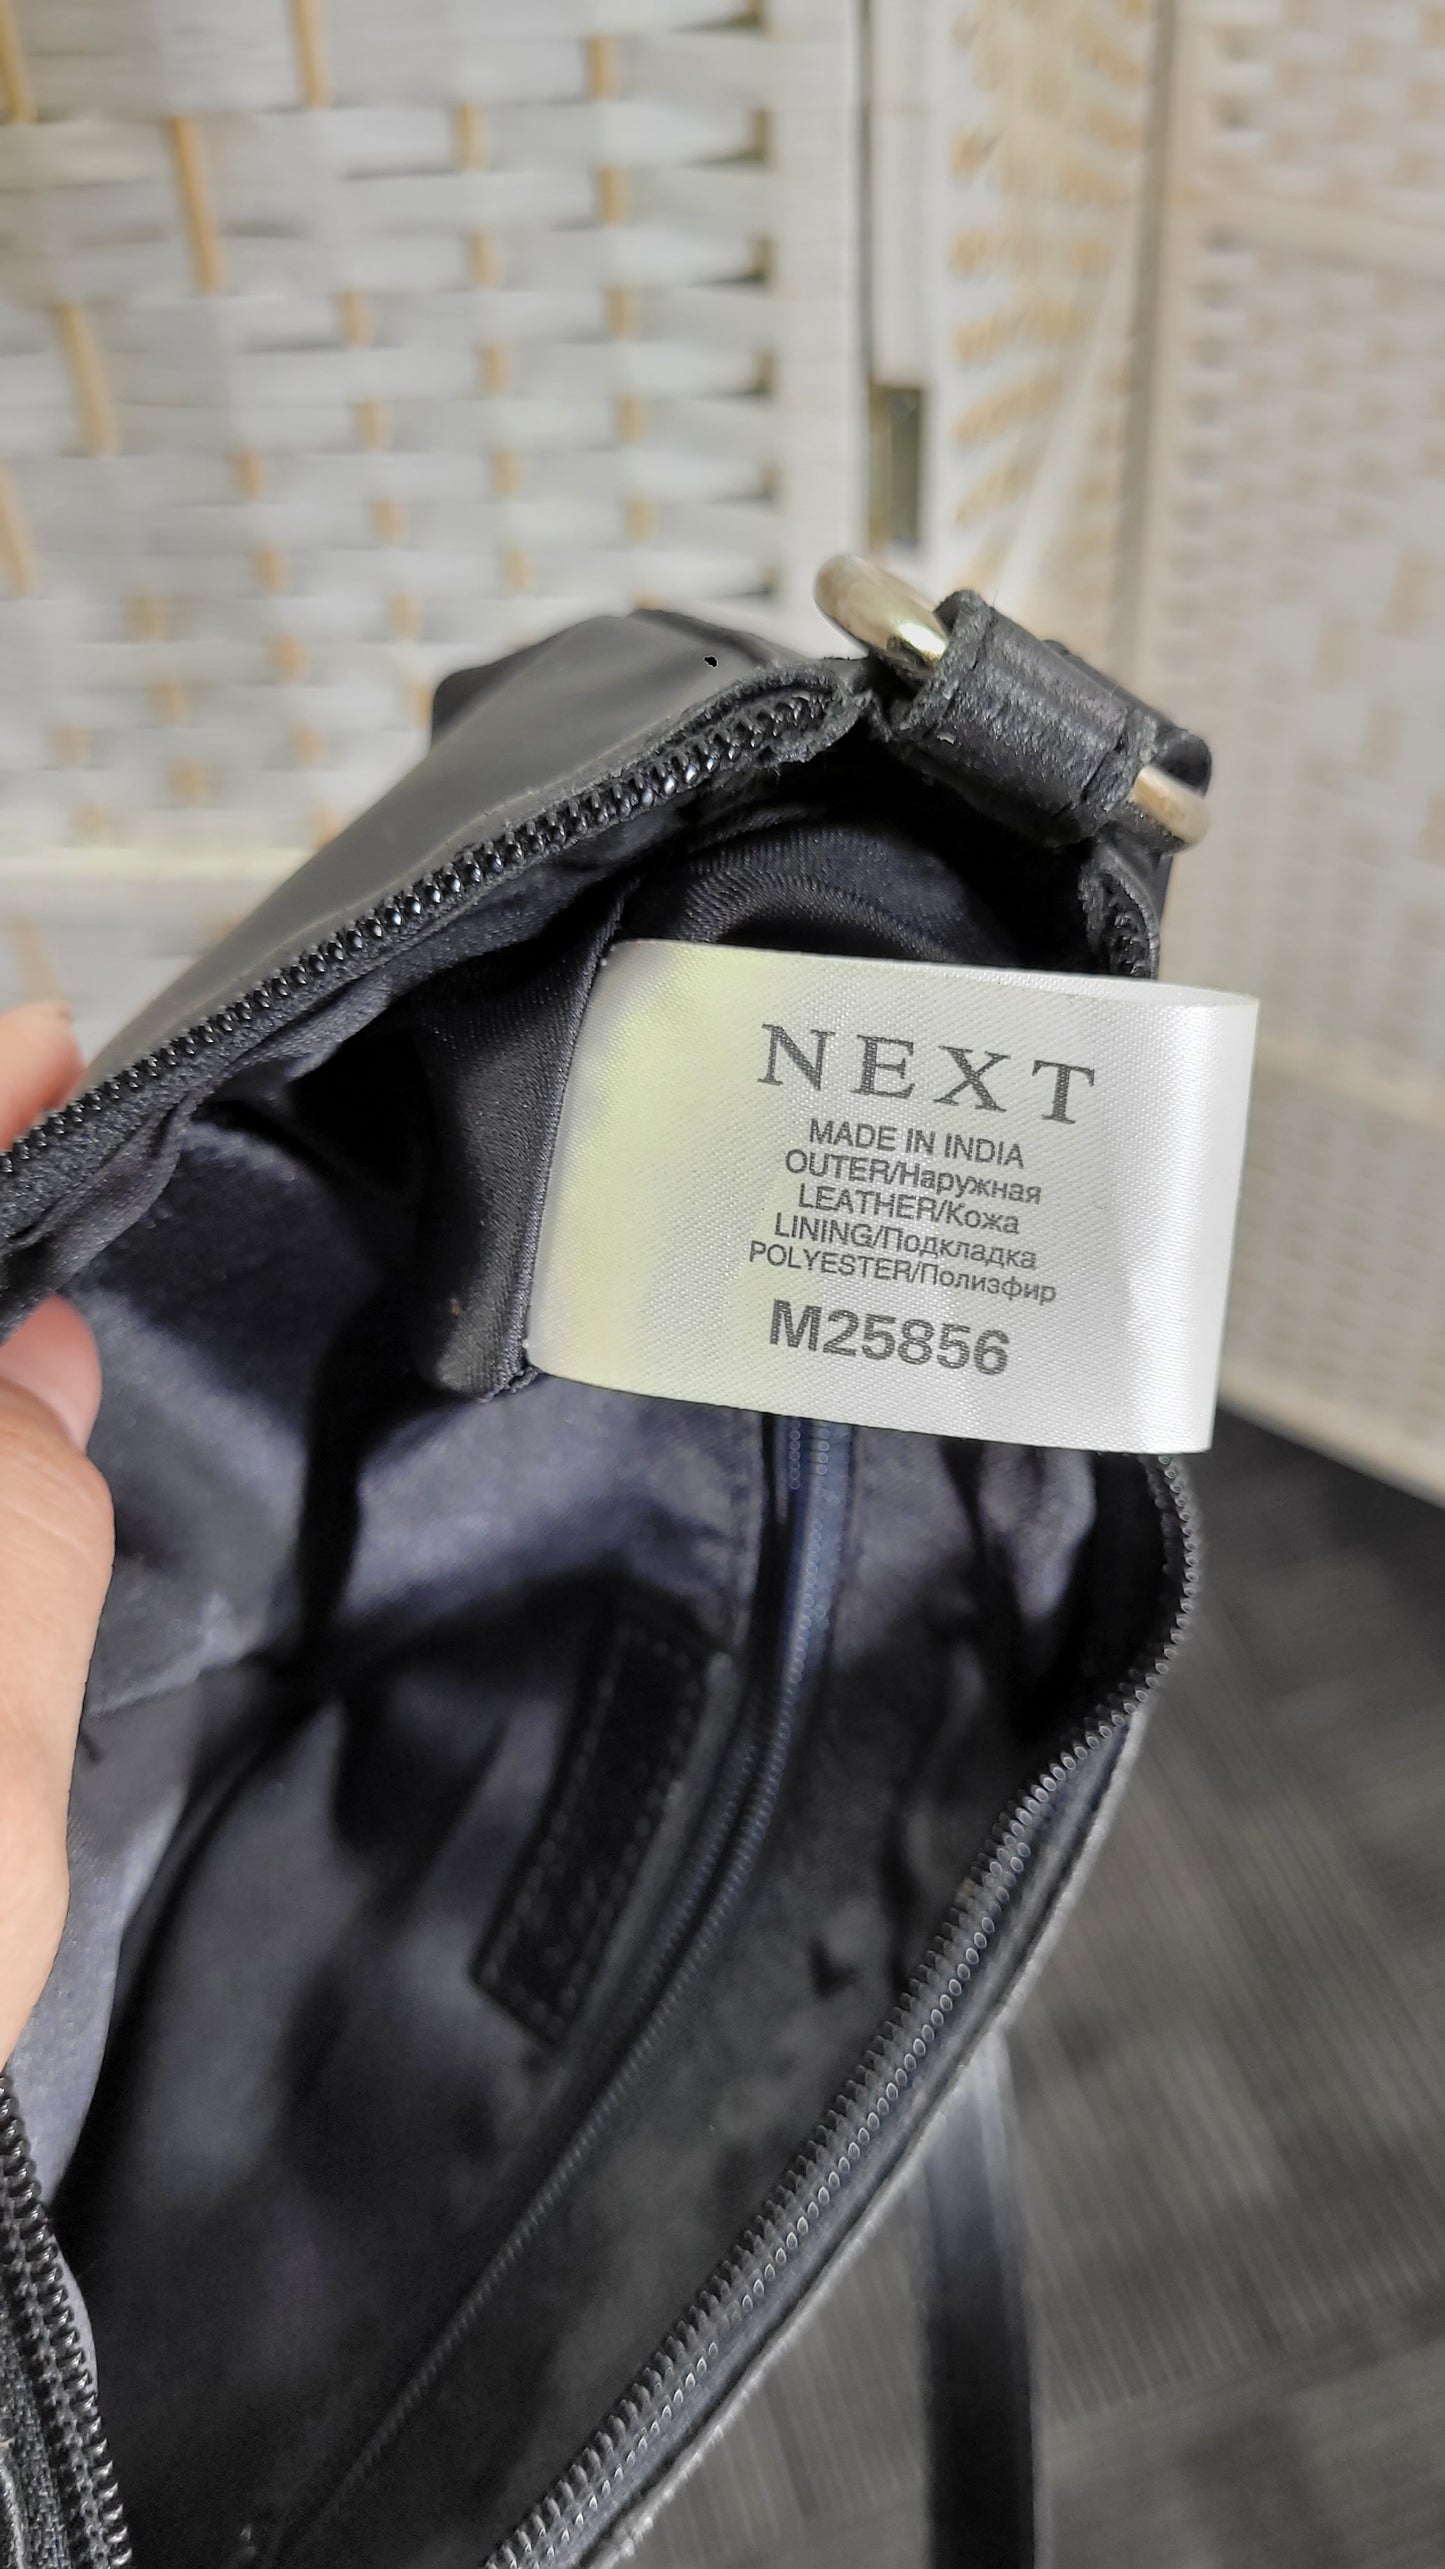 NEXT
MADE IN INDIA
OUTER/Наружная
LEATHER/Кожа
LINING/Подкладка
POLYESTER/Полизфир
M25856